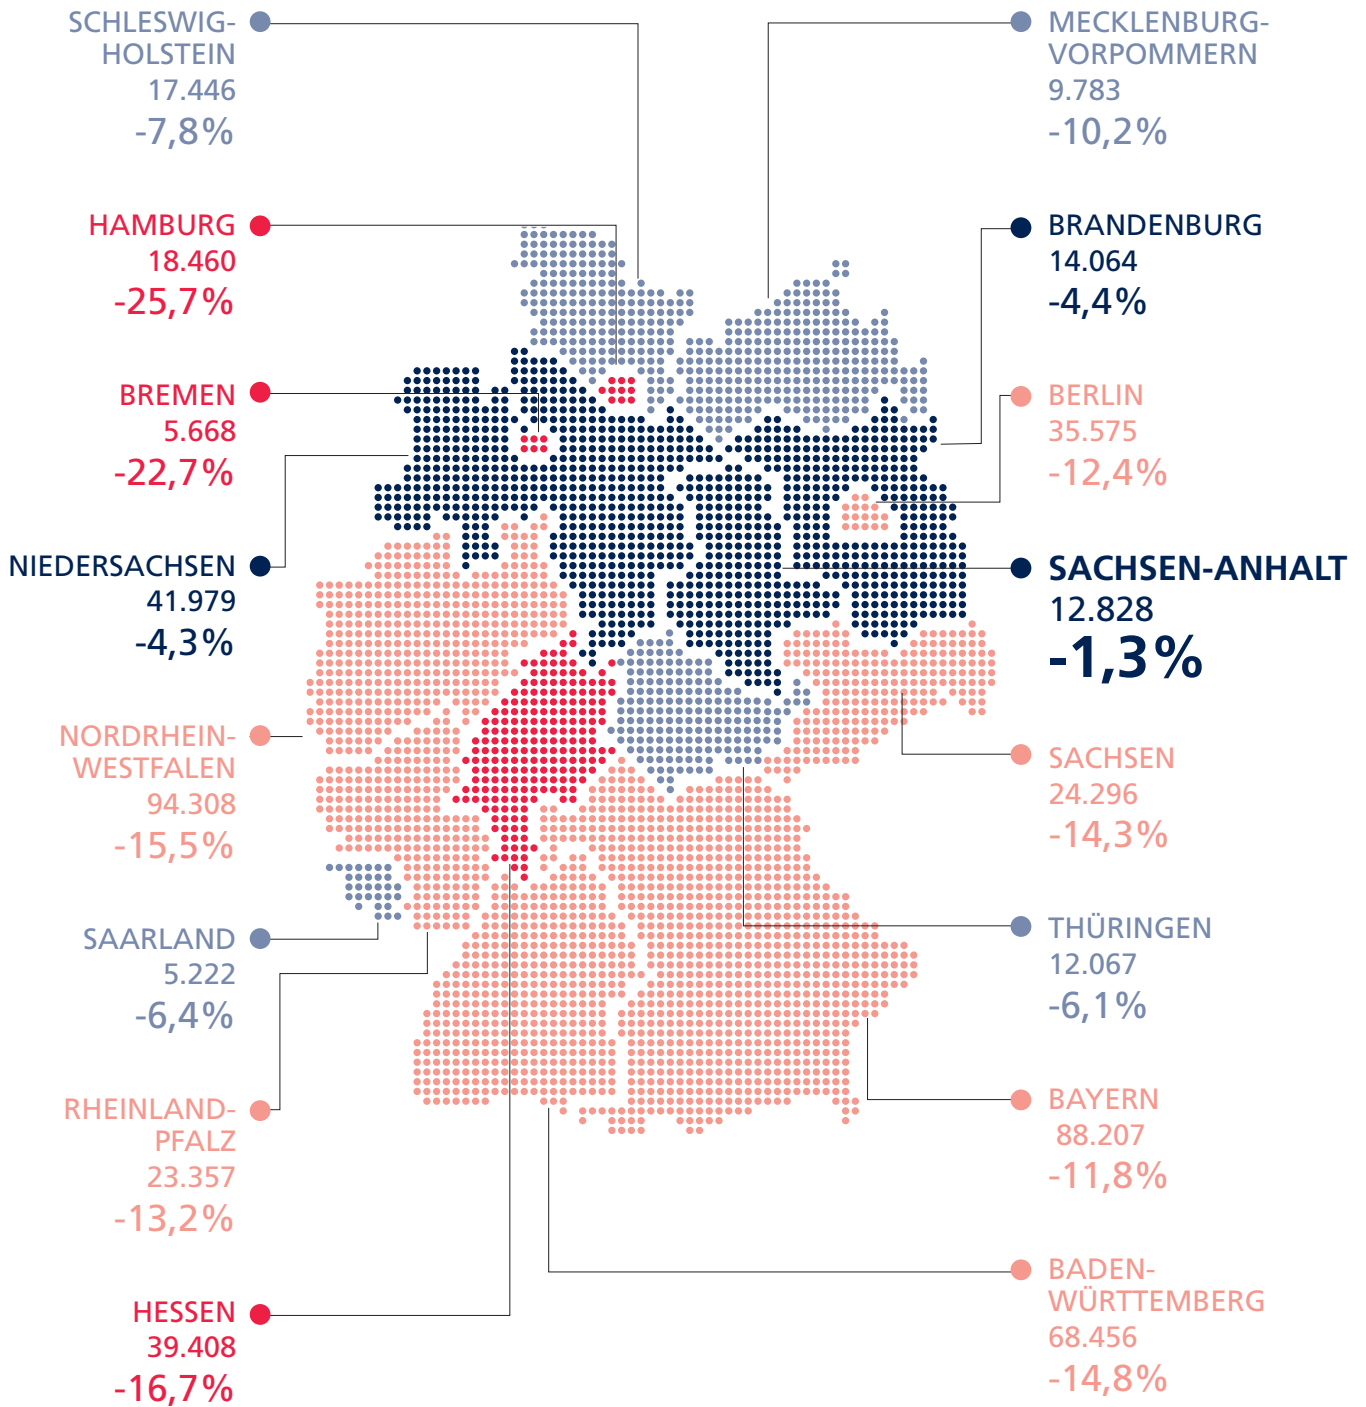 SCHLESWIG-
HOLSTEIN
17.446
-7,8%
HAMBURG
18.460
-25,7%
BREMEN
5.668
-22,7%
NIEDERSACHSEN
41.979
-4,3%
NORDRHEIN-
WESTFALEN
94.308
-15,5%
SAARLAND
5.222
-6,4%
RHEINLAND-
PFALZ
23.357
-13,2%
HESSEN
39.408
-16,7%
MECKLENBURG-
VORPOMMERN
9.783
-10,2%
BRANDENBURG
14.064
-4,4%
BERLIN
35.575
-12,4%
SACHSEN-ANHALT
12.828
-1,3%
SACHSEN
24.296
-14,3%
THÜRINGEN
12.067
-6,1%
BAYERN
88.207
-11,8%
BADEN-
WÜRTTEMBERG
68.456
-14,8%